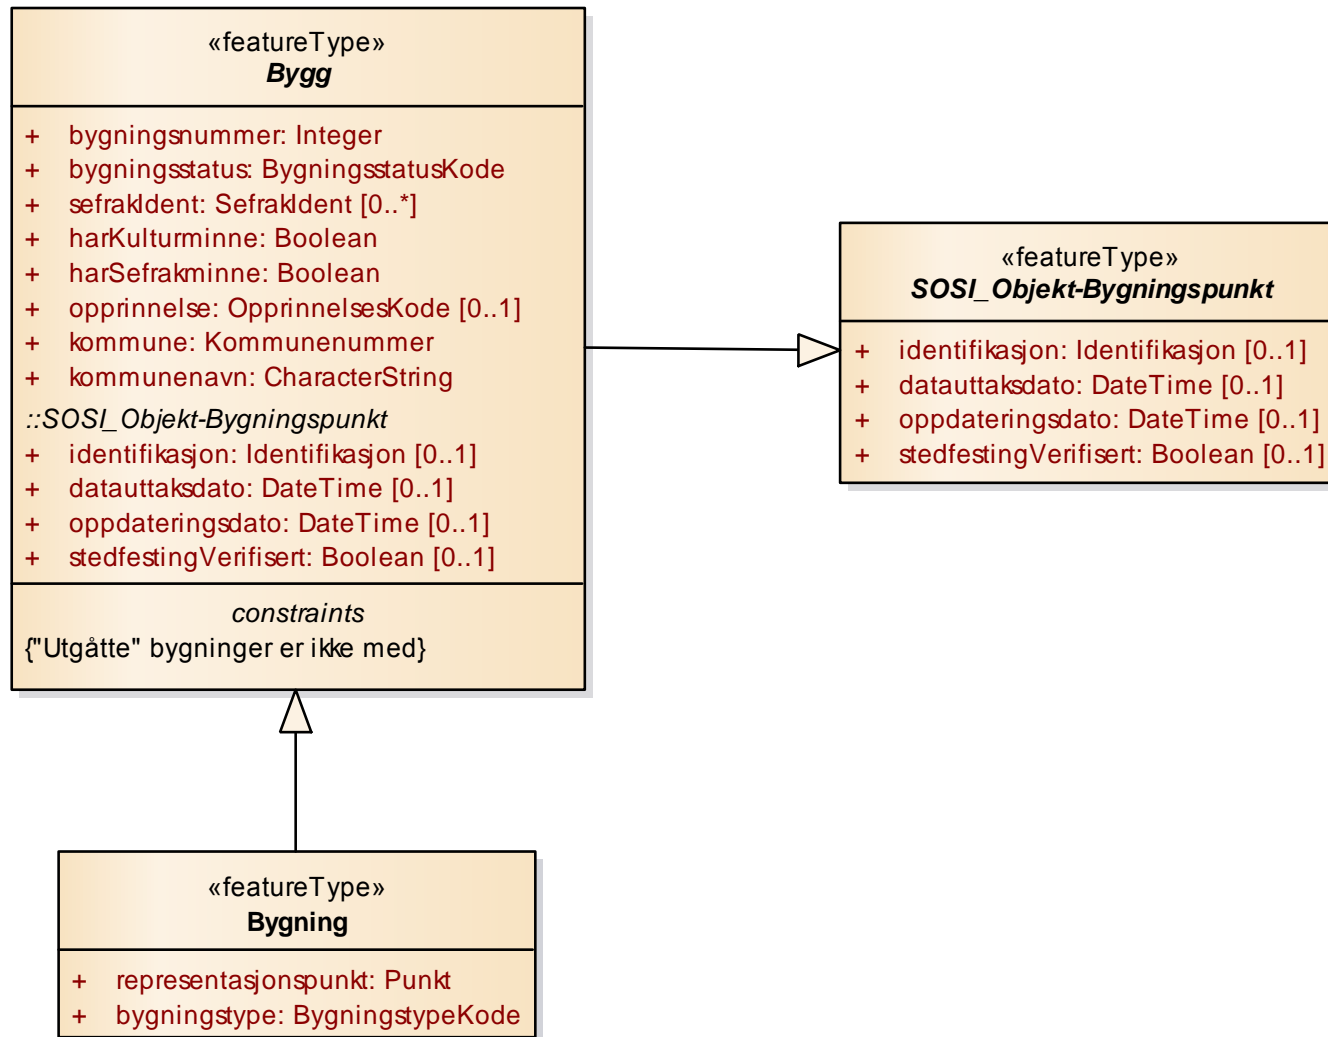 «featureType»
Bygg
+ bygningsnummer: Integer
+ bygningsstatus: BygningsstatusKode
+ sefrakIdent: SefrakIdent [0..*]
+ harKulturminne: Boolean
+ harSefrakminne: Boolean
+ opprinnelse: OpprinnelsesKode [0..1]
+ kommune: Kommunenummer
+ kommunenavn: CharacterString
::SOSI_Objekt-Bygningspunkt
+ identifikasjon: Identifikasjon [0..1]
+ datauttaksdato: DateTime [0..1]
+ oppdateringsdato: DateTime [0..1]
+ stedfestingVerifisert: Boolean [0..1]
constraints
{"Utgåtte" bygninger er ikke med}
«featureType»
SOSI_Objekt-Bygningspunkt
+ identifikasjon: Identifikasjon [0..1]
+ datauttaksdato: DateTime [0..1]
+ oppdateringsdato: DateTime [0..1]
+ stedfestingVerifisert: Boolean [0..1]
«featureType»
Bygning
+ representasjonspunkt: Punkt
+ bygningstype: BygningstypeKode